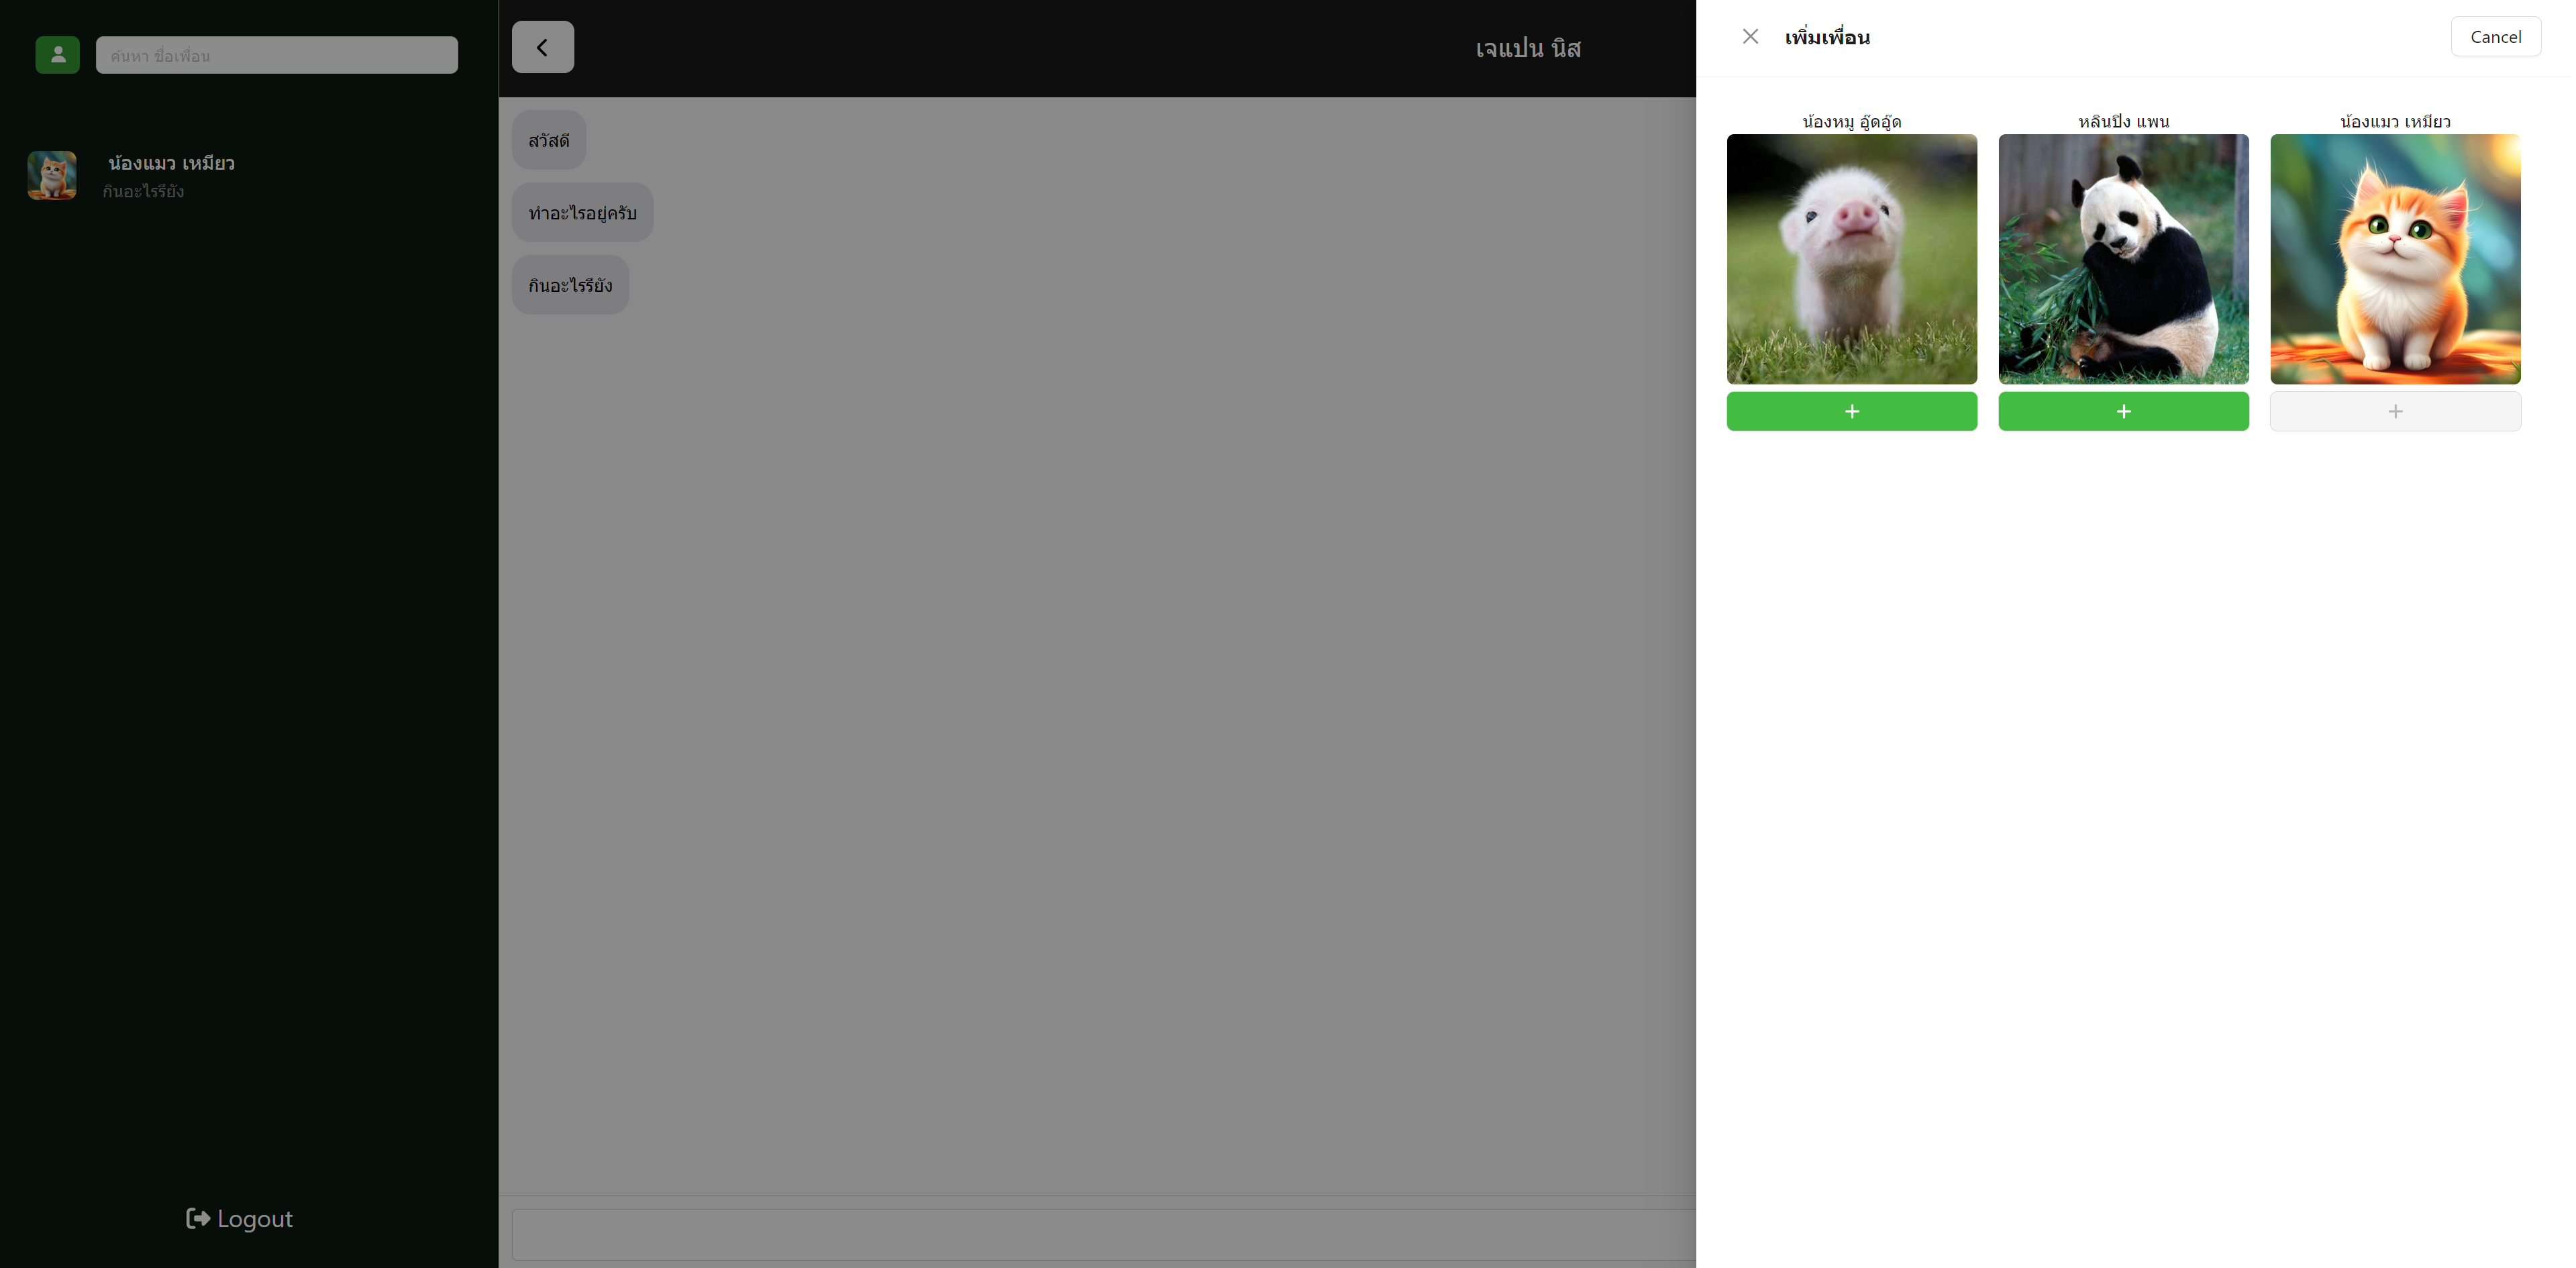 ค้นหา ชื่อเพื่อน
น้องแมว เหมียว
กินอะไรรึยัง
Logout
เจแปน นิส
สวัสดี
ทำอะไรอยู่ครับ
กินอะไรรึยัง
เพิ่มเพื่อน
Cancel
น้องหมู อู๊ดอู๊ด
หลินปิง แพน
น้องแมว เหมียว